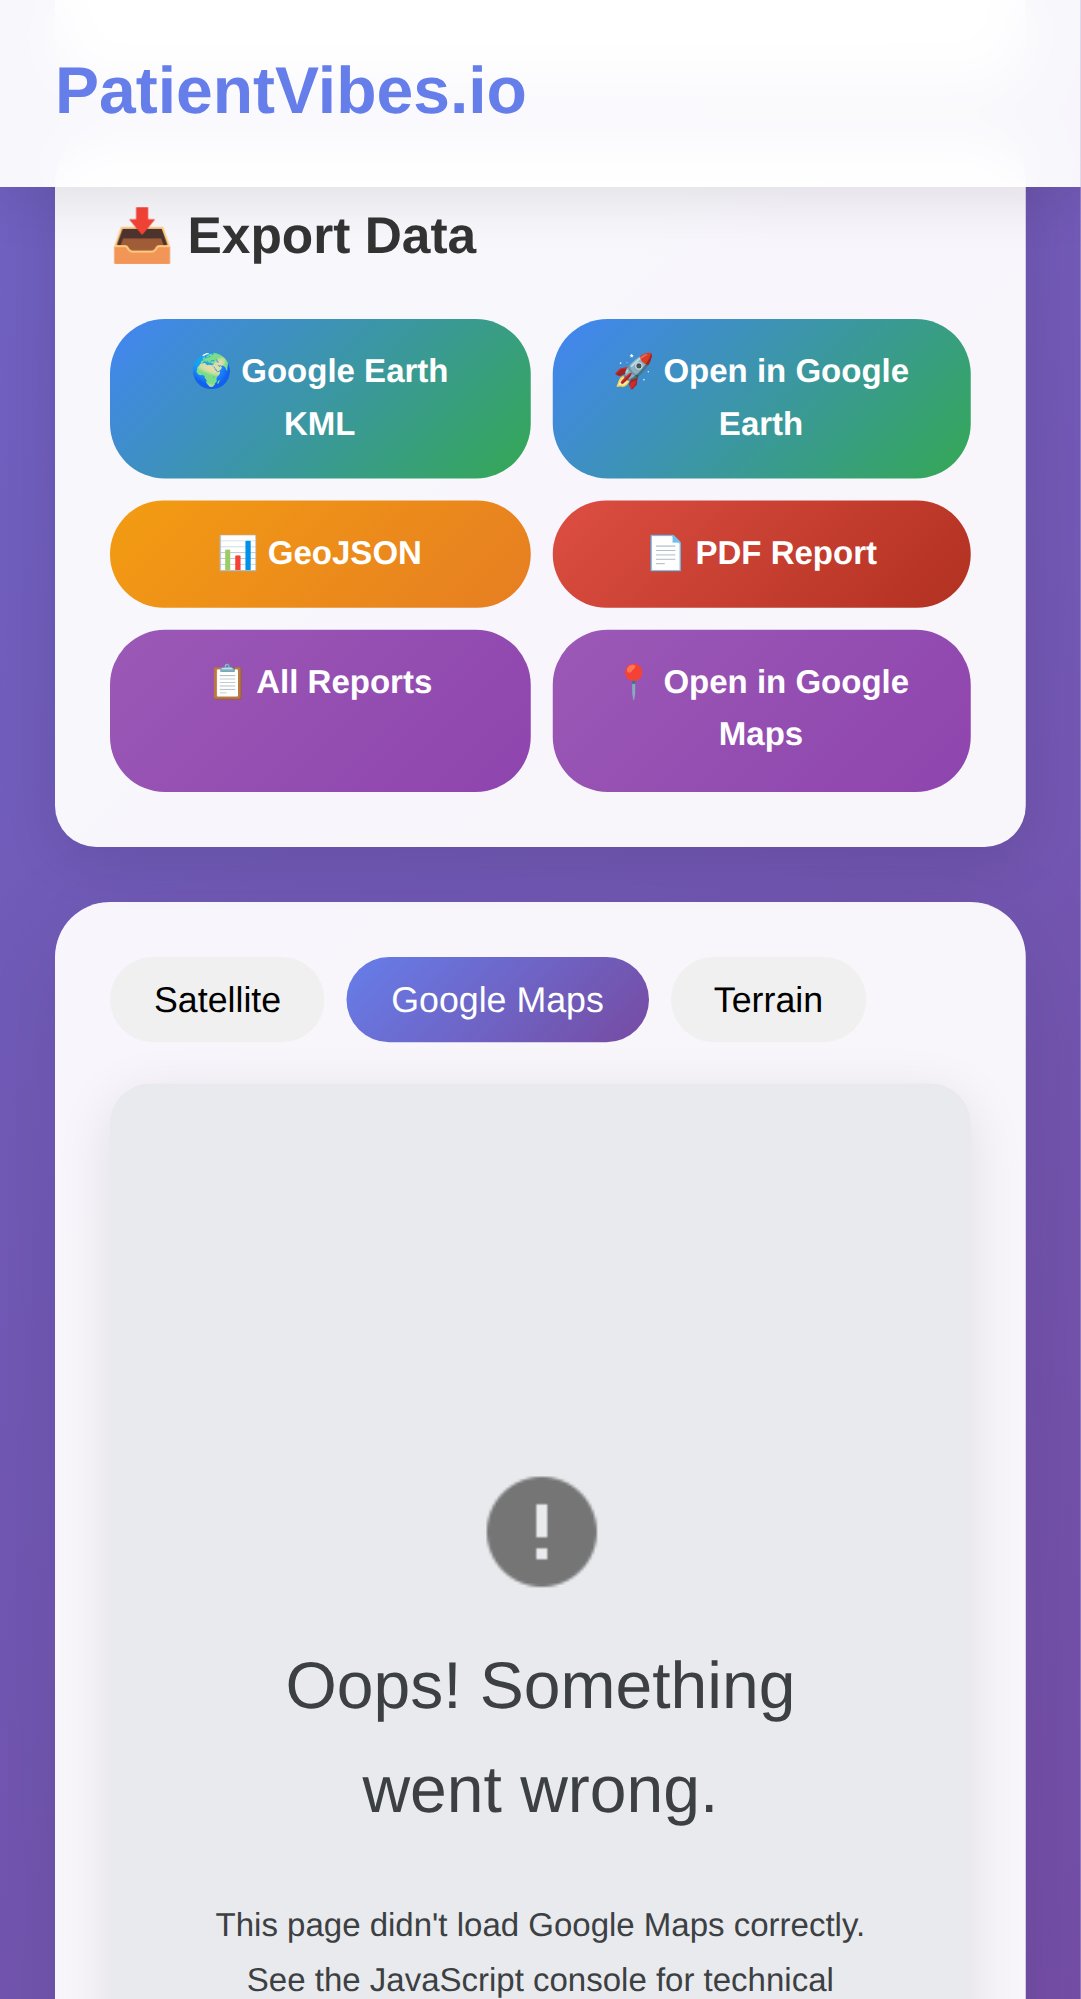 PatientVibes.io
Export Data
Google Earth
KML
Open in Google
Earth
GeoJSON
PDF Report
All Reports
Open in Google
Maps
Satellite
Google Maps
Terrain
Oops! Something
went wrong.
This page didn't load Google Maps correctly.
See the JavaScript console for technical